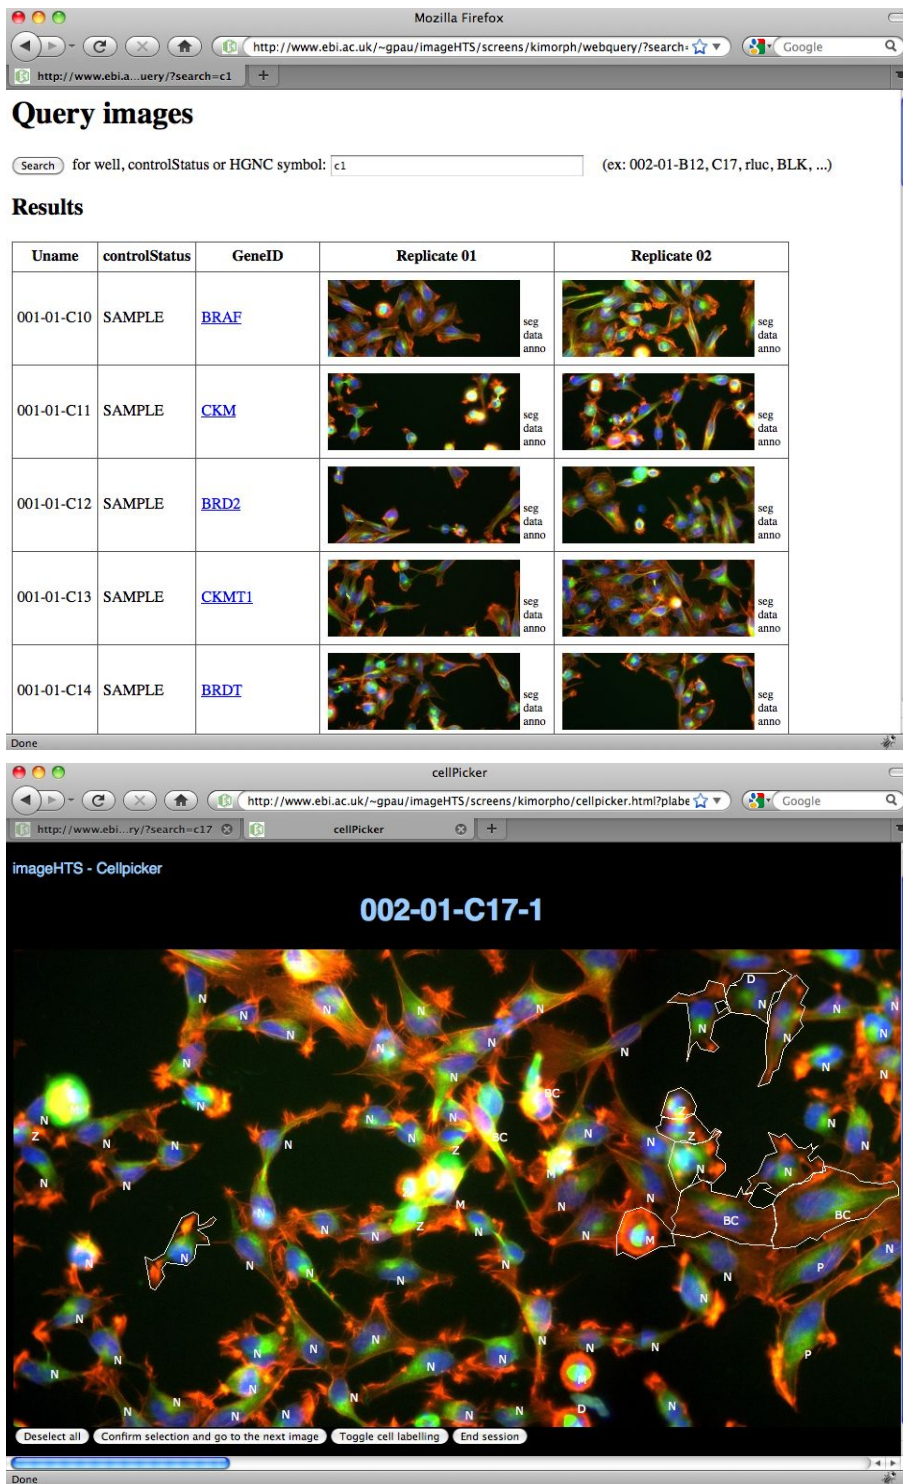 Mozilla Firefox
http://www.ebi.ac.uk/~gpau/imageHTS/screens/kimorph/webquery/?search=
Google
http://www.ebi.a...uery/?search=c1 +
Query images
Search for well, controlStatus or HGNC symbol: c1 (ex: 002-01-B12, C17, rluc, BLK, ...)
Results
Uname controlStatus GeneID Replicate 01 Replicate 02
001-01-C10 SAMPLE BRAF seg data anno seg data anno
001-01-C11 SAMPLE CKM seg data anno seg data anno
001-01-C12 SAMPLE BRD2 seg data anno seg data anno
001-01-C13 SAMPLE CKMT1 seg data anno seg data anno
001-01-C14 SAMPLE BRDT seg data anno seg data anno
Done
cellPicker
http://www.ebi.ac.uk/~gpau/imageHTS/screens/kimorpho/cellpicker.html?plabe
Google
http://www.ebi...ry/?search=c17 cellPicker +
imageHTS - Cellpicker
002-01-C17-1
D
N N N N N N N N
N N N N N
N N N N N
M N BC Z
N Z N N N BC Z N N Z N N
N N N M N N
N Z M N BC BC
N N N N M N
N N N N P
N N N
N N N N N P
N N N N M
N N N N D N
Deselect all Confirm selection and go to the next image Toggle cell labelling End session
Done